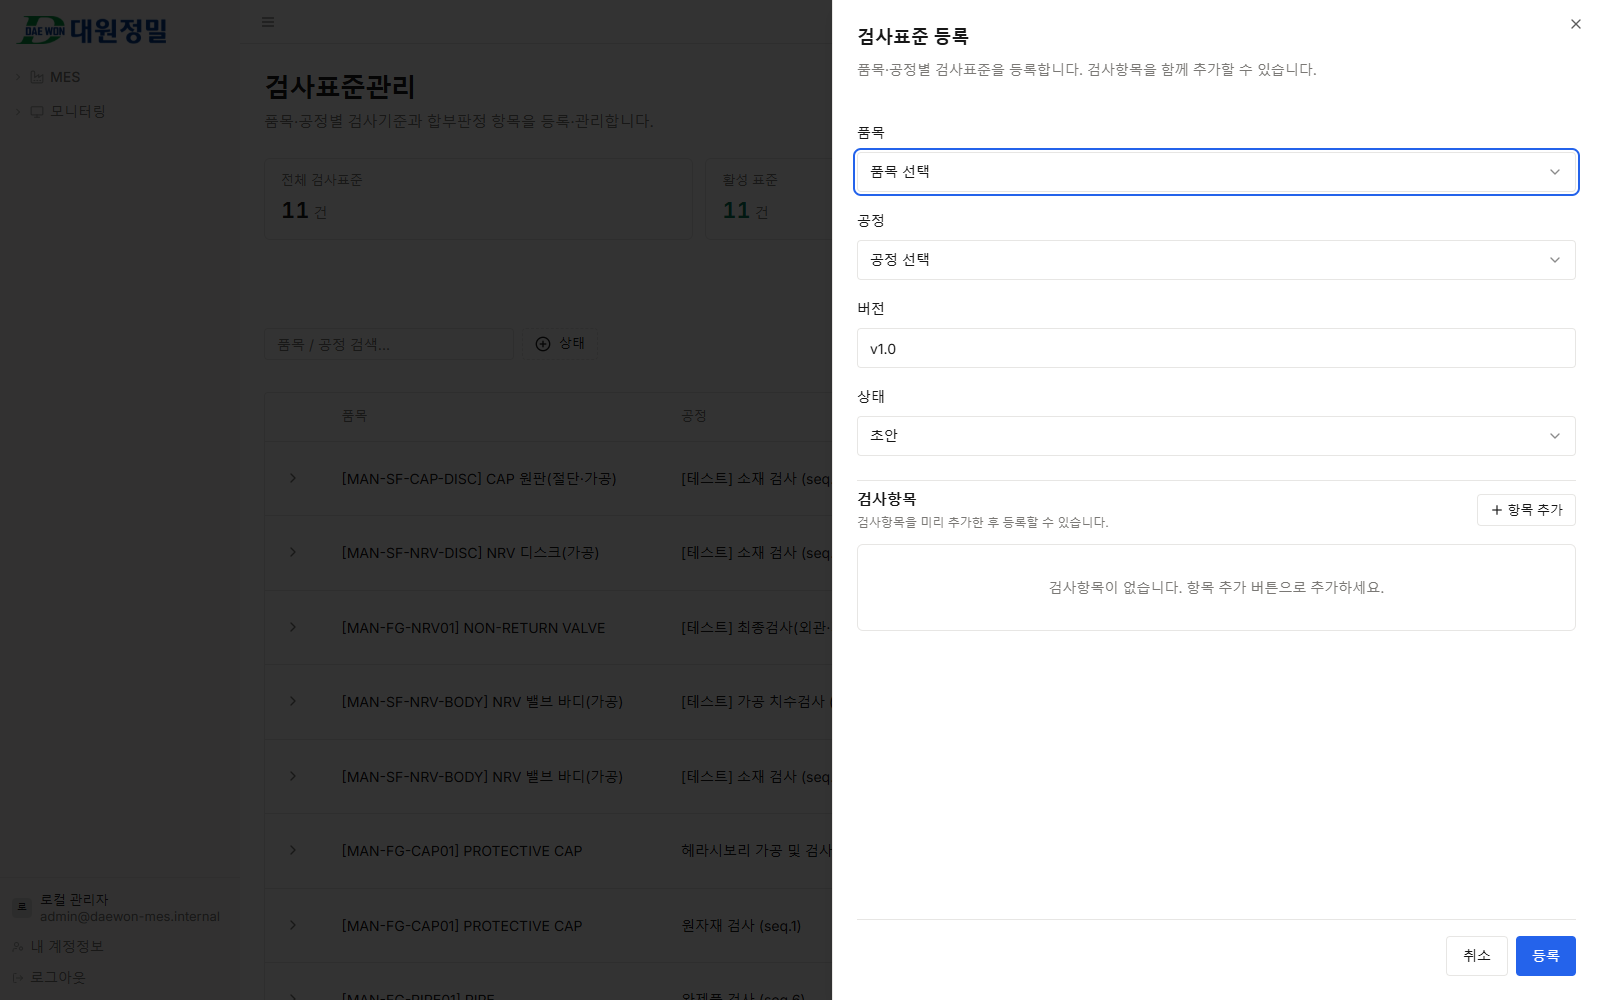 DAE WON 대원정밀
MES
모니터링
검사표준관리
품목·공정별 검사기준과 합부판정 항목을 등록·관리합니다.
전체 검사표준
11 건
활성 표준
11 건
품목 / 공정 검색...
상태
품목
공정
[MAN-SF-CAP-DISC] CAP 원판(절단·가공)
[테스트] 소재 검사 (seq
[MAN-SF-NRV-DISC] NRV 디스크(가공)
[테스트] 소재 검사 (seq
[MAN-FG-NRV01] NON-RETURN VALVE
[테스트] 최종검사(외관·
[MAN-SF-NRV-BODY] NRV 밸브 바디(가공)
[테스트] 가공 치수검사 (
[MAN-SF-NRV-BODY] NRV 밸브 바디(가공)
[테스트] 소재 검사 (seq
[MAN-FG-CAP01] PROTECTIVE CAP
헤라시보리 가공 및 검사
[MAN-FG-CAP01] PROTECTIVE CAP
원자재 검사 (seq.1)
[MAN-FG-PIPE01] PIPE
완제품 검사 (seq.6)
로
로컬 관리자
admin@daewon-mes.internal
내 계정정보
로그아웃
검사표준 등록
품목·공정별 검사표준을 등록합니다. 검사항목을 함께 추가할 수 있습니다.
품목
품목 선택
공정
공정 선택
버전
v1.0
상태
초안
검사항목
검사항목을 미리 추가한 후 등록할 수 있습니다.
항목 추가
검사항목이 없습니다. 항목 추가 버튼으로 추가하세요.
취소
등록